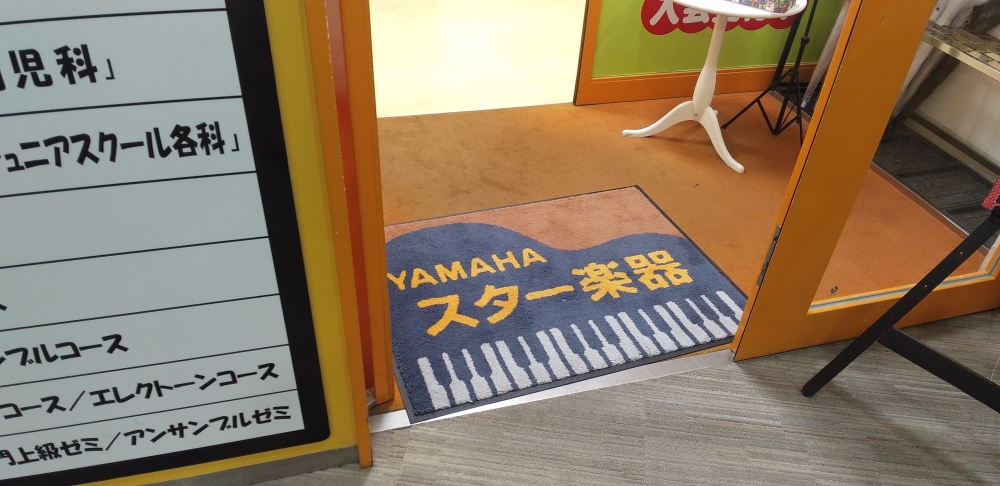 児科」
ュニアスクール各科」
ンブルコース
コース／エレクトーンコース
門上級ゼミ／アンサンブルゼミ
YAMAHA
スター楽器